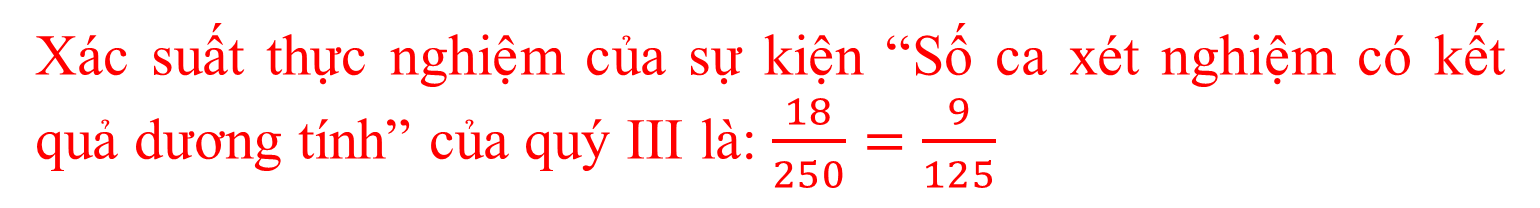 Xác suất thực nghiệm của sự kiện “Số ca xét nghiệm có kết
quả dương tính” của quý III là: 18/250 = 9/125